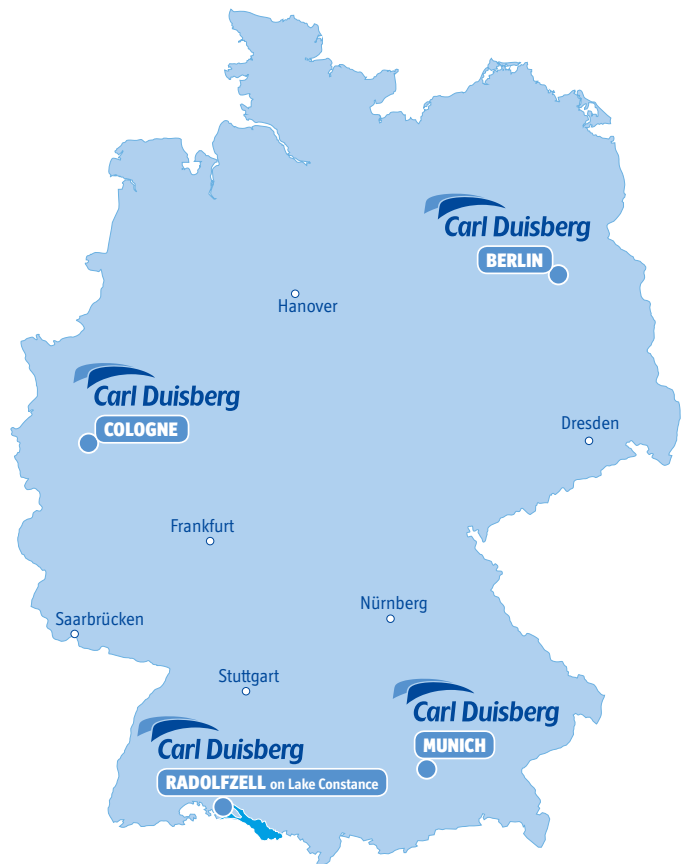 Carl Duisberg
BERLIN
Hanover
Carl Duisberg
COLOGNE
Dresden
Frankfurt
Nürnberg
Saarbrücken
Stuttgart
Carl Duisberg
MUNICH
Carl Duisberg
RADOLFZELL on Lake Constance